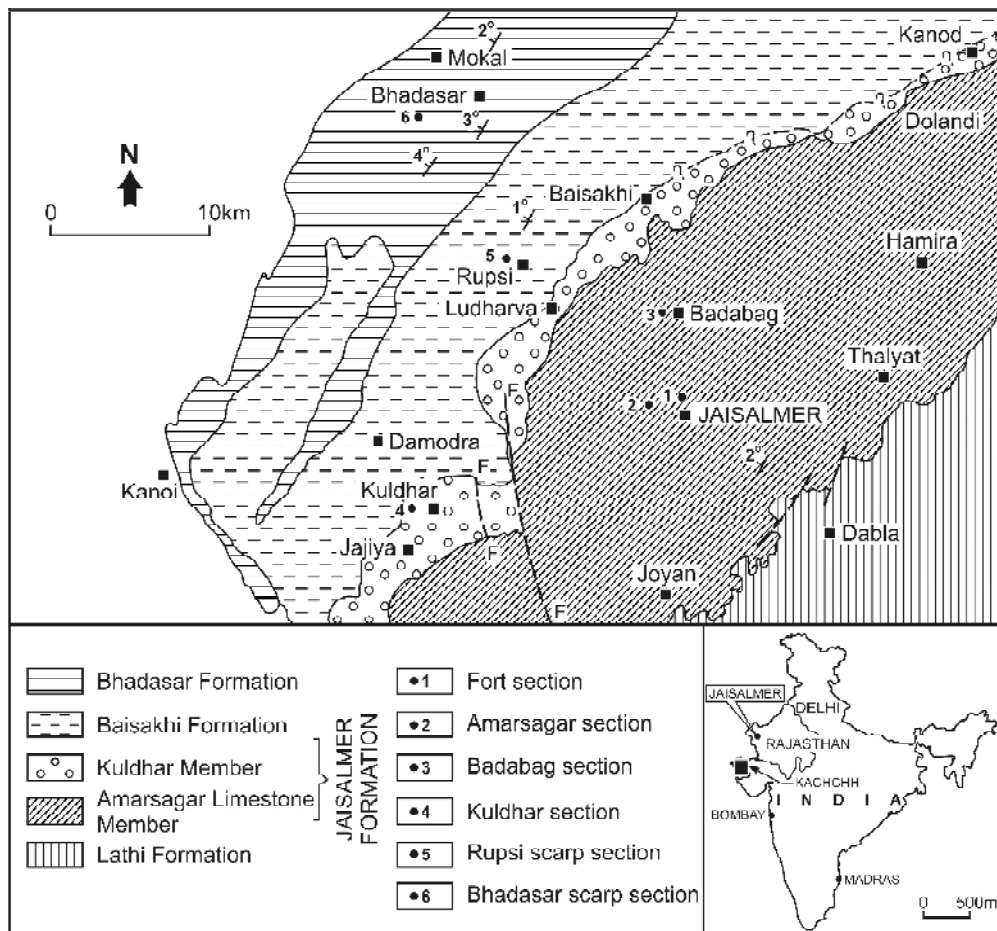 2°
Mokal
Kanod
Bhadasar
6
3°
Dolandi
N
4°
0 10km
Baisakhi
1°
Hamira
5
Rupsi
Ludharva
3
Badabag
Thalyat
F
1
2
JAISALMER
Damodra
2°
F
Kanoi
Kuldhar
4
Dabla
Jajiya
F
Joyan
F
Bhadasar Formation
Baisakhi Formation
Kuldhar Member
Amarsagar Limestone
Member
Lathi Formation
JAISALMER
FORMATION
1 Fort section
2 Amarsagar section
3 Badabag section
4 Kuldhar section
5 Rupsi scarp section
6 Bhadasar scarp section
JAISALMER
DELHI
RAJASTHAN
KACHCHH
INDIA
BOMBAY
MADRAS
0 500m